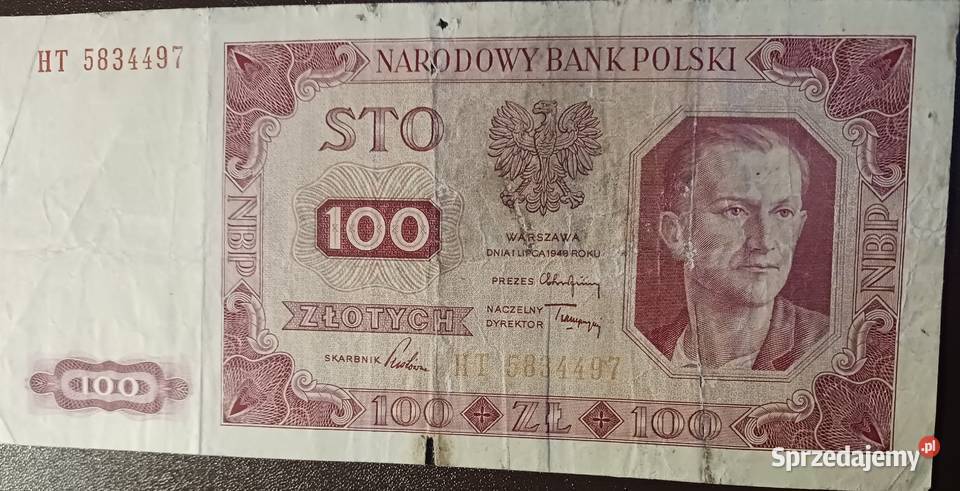 HT 5834497
NARODOWY BANK POLSKI
STO
100
WARSZAWA
DNIA 1 LIPCA 1948 ROKU
PREZES
NACZELNY
DYREKTOR
ZŁOTYCH
SKARBNIK
HT 5834497
100
100 ZŁ 100
NBP
NBP
Sprzedajemy.pl